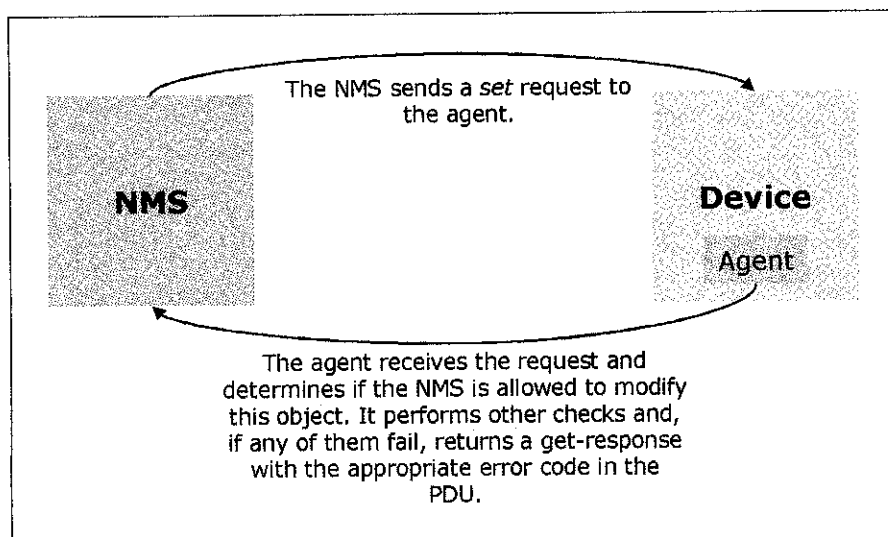 The NMS sends a set request to
the agent.
NMS
Device
Agent
The agent receives the request and
determines if the NMS is allowed to modify
this object. It performs other checks and,
if any of them fail, returns a get-response
with the appropriate error code in the
PDU.